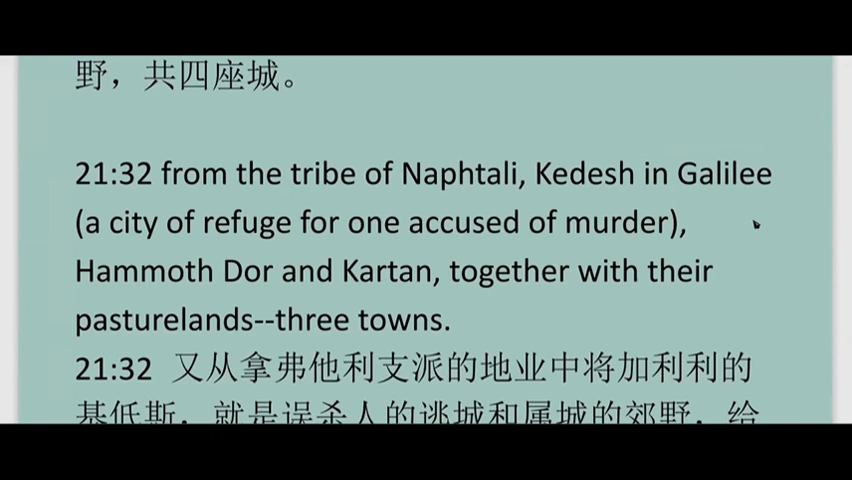 野，共四座城。
21:32 from the tribe of Naphtali, Kedesh in Galilee
(a city of refuge for one accused of murder),
Hammoth Dor and Kartan, together with their
pasturelands--three towns.
21:32 又从拿弗他利支派的地业中将加利利的
基低斯，就是误杀人的逃城和属城的郊野，给